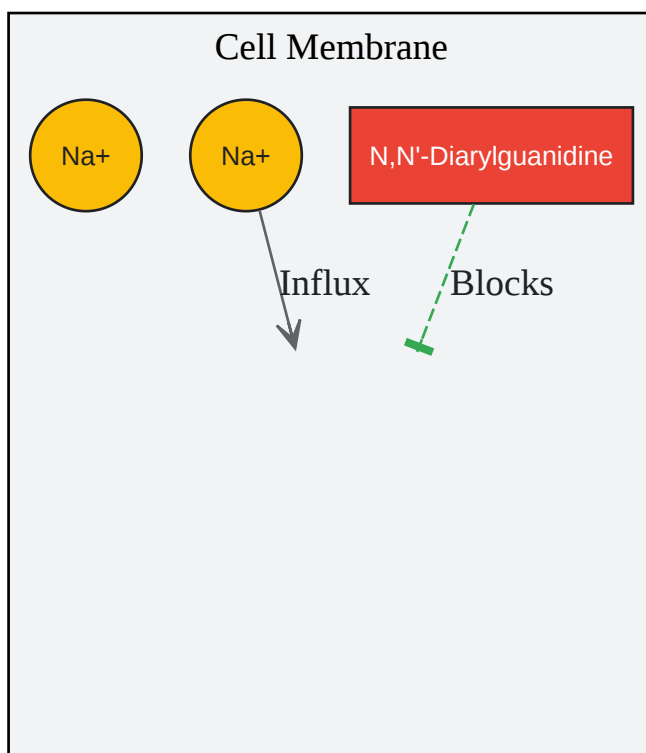 Cell Membrane
Na+
Na+
N,N'-Diarylguanidine
Influx
Blocks